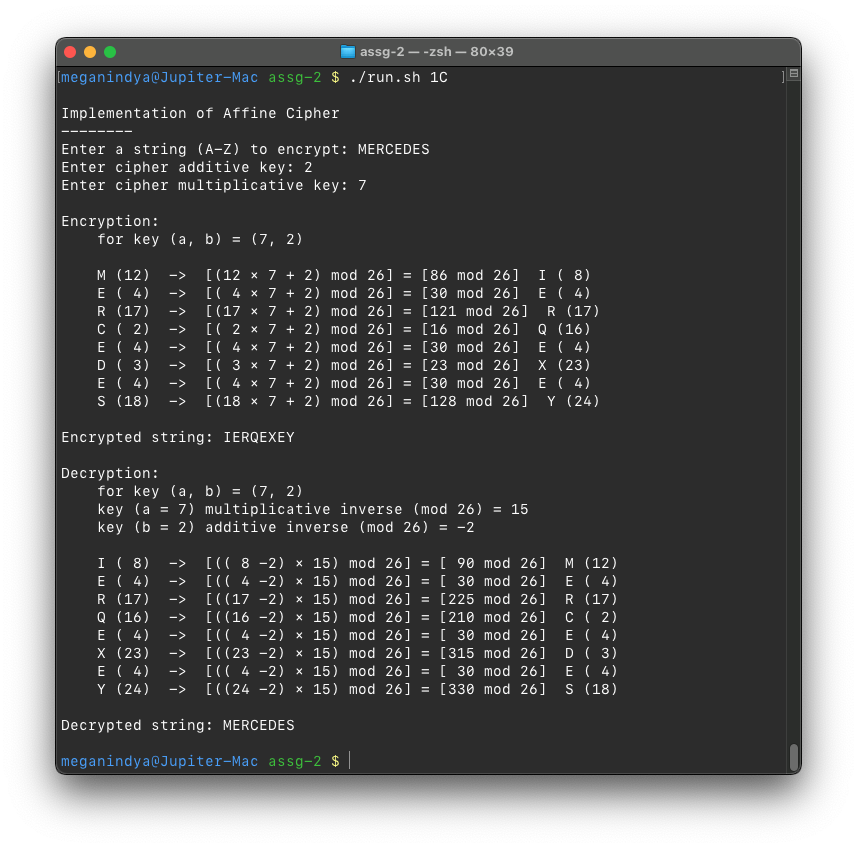 assg-2 — -zsh — 80×39
[meganindya@Jupiter-Mac assg-2 $ ./run.sh 1C ]
Implementation of Affine Cipher
--------
Enter a string (A-Z) to encrypt: MERCEDES
Enter cipher additive key: 2
Enter cipher multiplicative key: 7
Encryption:
    for key (a, b) = (7, 2)
    M (12)  ->  [(12 × 7 + 2) mod 26] = [86 mod 26]  I ( 8)
    E ( 4)  ->  [( 4 × 7 + 2) mod 26] = [30 mod 26]  E ( 4)
    R (17)  ->  [(17 × 7 + 2) mod 26] = [121 mod 26]  R (17)
    C ( 2)  ->  [( 2 × 7 + 2) mod 26] = [16 mod 26]  Q (16)
    E ( 4)  ->  [( 4 × 7 + 2) mod 26] = [30 mod 26]  E ( 4)
    D ( 3)  ->  [( 3 × 7 + 2) mod 26] = [23 mod 26]  X (23)
    E ( 4)  ->  [( 4 × 7 + 2) mod 26] = [30 mod 26]  E ( 4)
    S (18)  ->  [(18 × 7 + 2) mod 26] = [128 mod 26]  Y (24)
Encrypted string: IERQEXEY
Decryption:
    for key (a, b) = (7, 2)
    key (a = 7) multiplicative inverse (mod 26) = 15
    key (b = 2) additive inverse (mod 26) = -2
    I ( 8)  ->  [(( 8 -2) × 15) mod 26] = [ 90 mod 26]  M (12)
    E ( 4)  ->  [(( 4 -2) × 15) mod 26] = [ 30 mod 26]  E ( 4)
    R (17)  ->  [((17 -2) × 15) mod 26] = [225 mod 26]  R (17)
    Q (16)  ->  [((16 -2) × 15) mod 26] = [210 mod 26]  C ( 2)
    E ( 4)  ->  [(( 4 -2) × 15) mod 26] = [ 30 mod 26]  E ( 4)
    X (23)  ->  [((23 -2) × 15) mod 26] = [315 mod 26]  D ( 3)
    E ( 4)  ->  [(( 4 -2) × 15) mod 26] = [ 30 mod 26]  E ( 4)
    Y (24)  ->  [((24 -2) × 15) mod 26] = [330 mod 26]  S (18)
Decrypted string: MERCEDES
meganindya@Jupiter-Mac assg-2 $